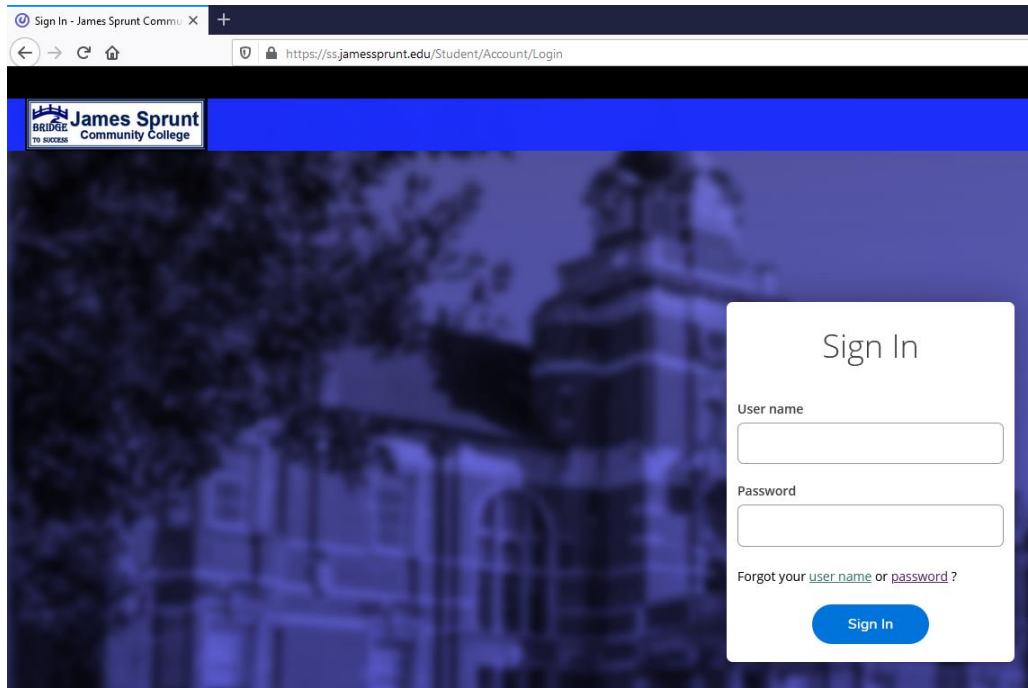 Sign In - James Sprunt Commu
https://ss.jamessprunt.edu/Student/Account/Login
BRIDGE
TO SUCCESS
James Sprunt
Community College
Sign In
User name
Password
Forgot your user name or password ?
Sign In